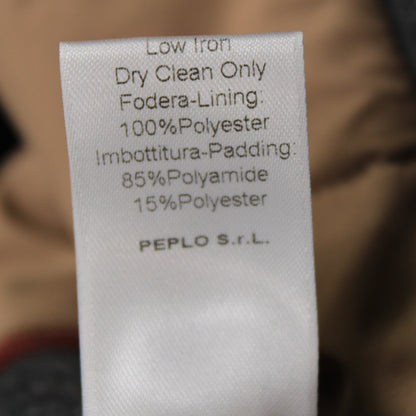 Low Iron
Dry Clean Only
Fodera-Lining:
100%Polyester
Imbottitura-Padding:
85%Polyamide
15%Polyester
PEPLO S.r.L.